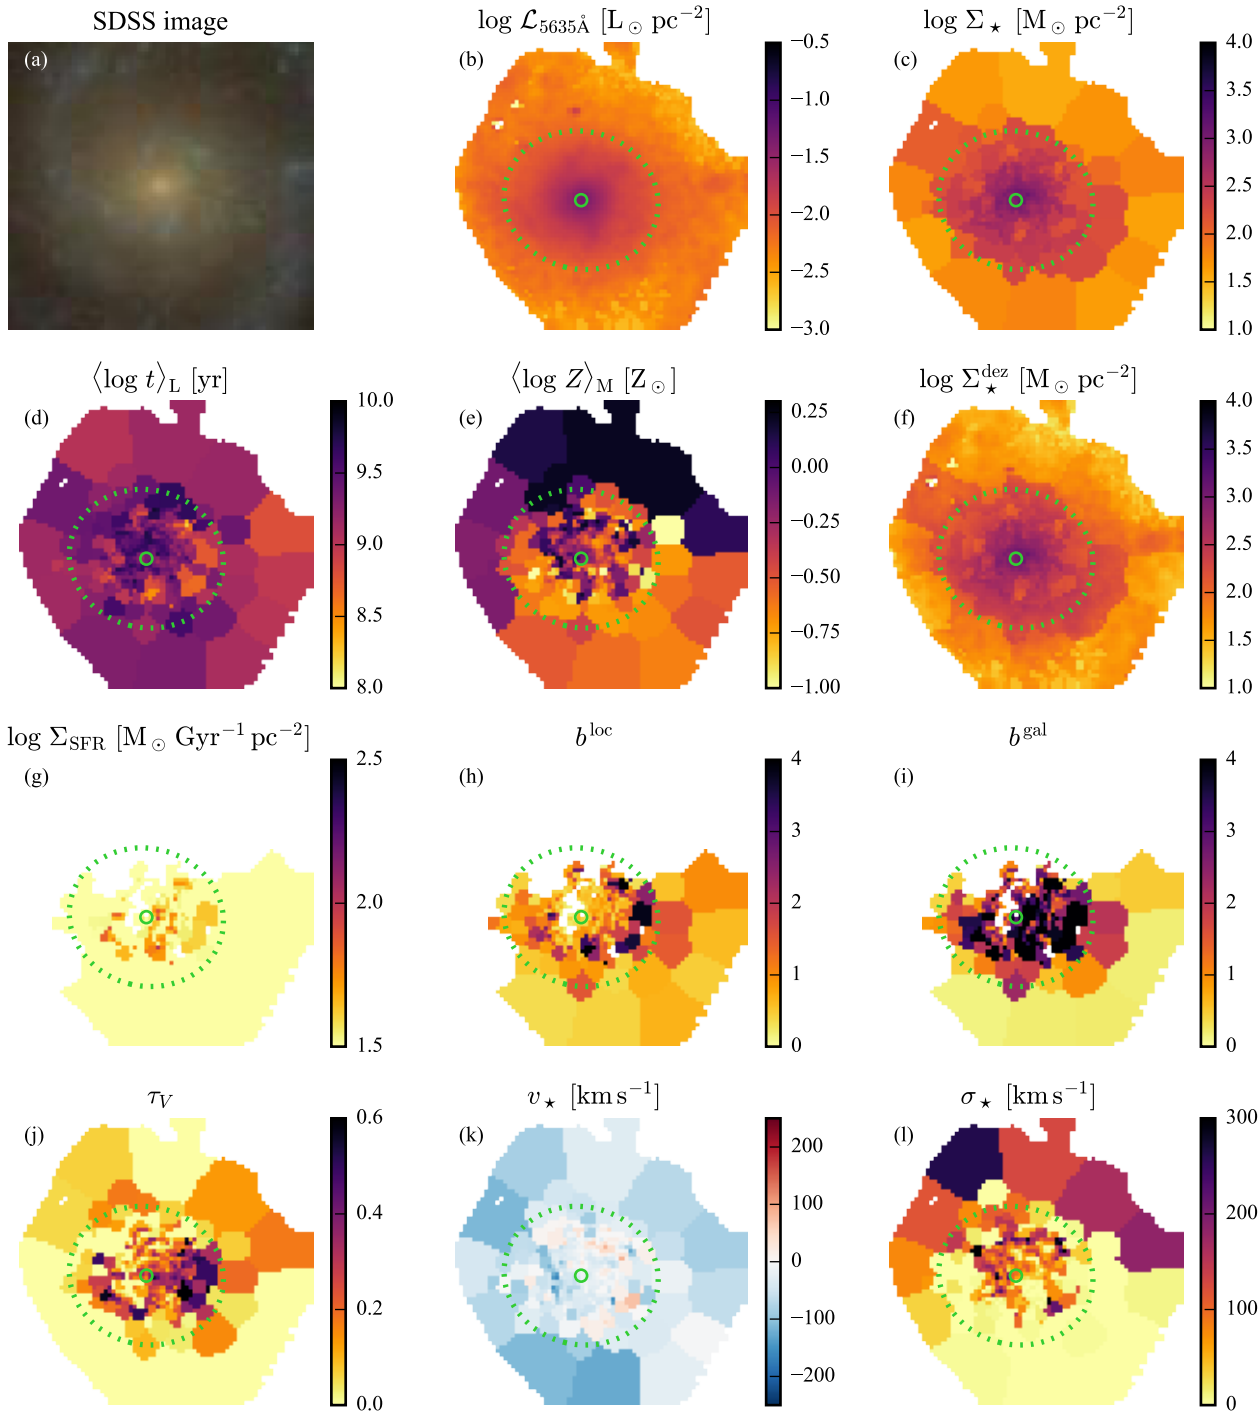 SDSS image
(a)
log ℒ₅₆₃₅Å [L⊙ pc⁻²]
(b)
−0.5
−1.0
−1.5
−2.0
−2.5
−3.0
log Σ⋆ [M⊙ pc⁻²]
(c)
4.0
3.5
3.0
2.5
2.0
1.5
1.0
⟨log t⟩L [yr]
(d)
10.0
9.5
9.0
8.5
8.0
⟨log Z⟩M [Z⊙]
(e)
0.25
0.00
−0.25
−0.50
−0.75
−1.00
log Σ⋆ᵈᵉᶻ [M⊙ pc⁻²]
(f)
4.0
3.5
3.0
2.5
2.0
1.5
1.0
log ΣSFR [M⊙ Gyr⁻¹ pc⁻²]
(g)
2.5
2.0
1.5
bˡᵒᶜ
(h)
4
3
2
1
0
bᵍᵃˡ
(i)
4
3
2
1
0
τV
(j)
0.6
0.4
0.2
0.0
v⋆ [km s⁻¹]
(k)
200
100
0
−100
−200
σ⋆ [km s⁻¹]
(l)
300
200
100
0